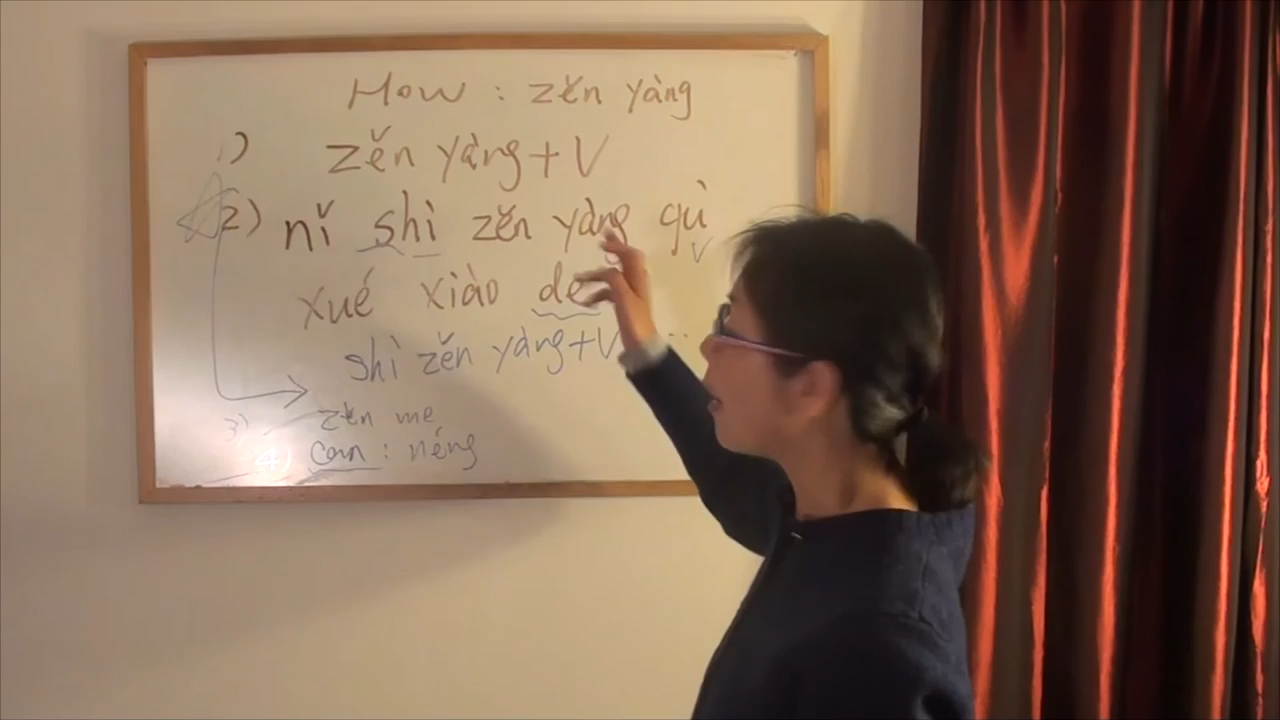 How : zěn yàng
1) zěn yàng + V
2) nǐ shì zěn yàng qù
V
xué xiào de
shì zěn yàng + V ...
3) zěn me
4) can : néng